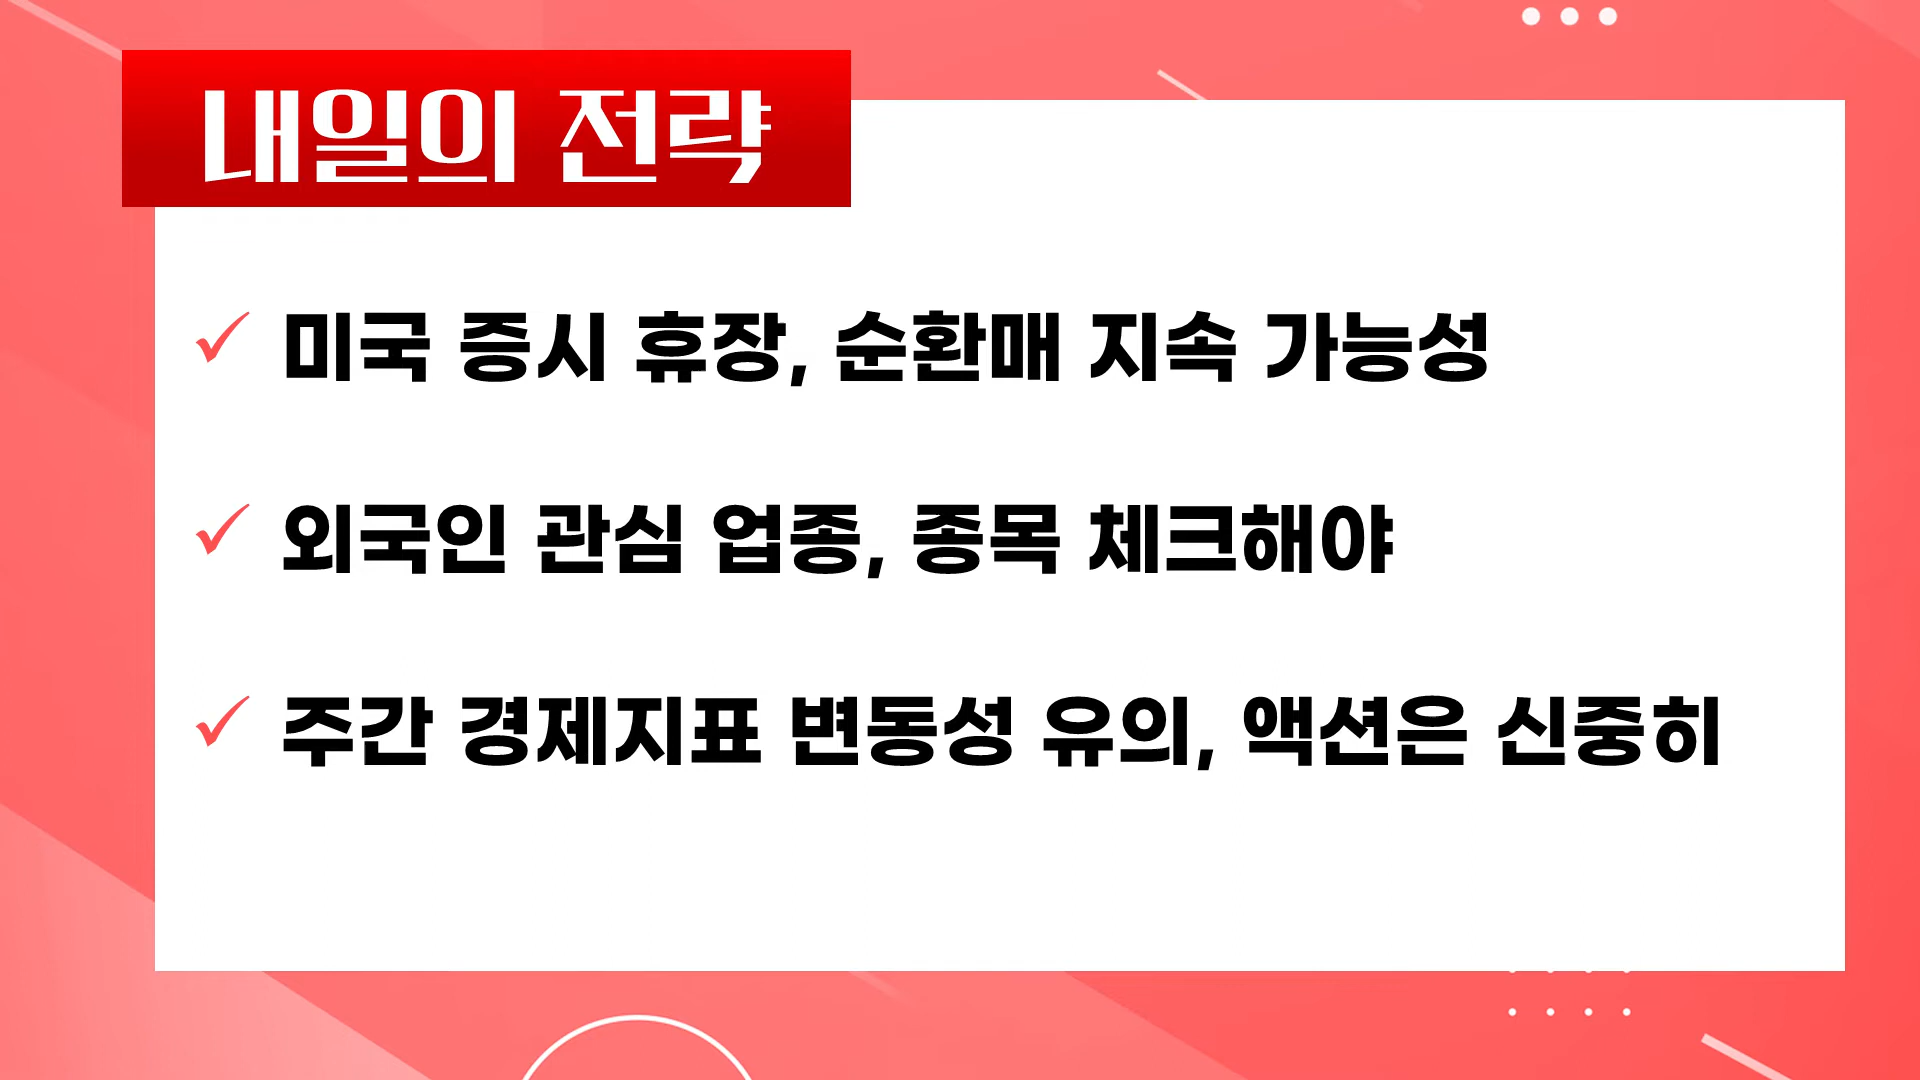 내일의 전략
미국 증시 휴장, 순환매 지속 가능성
외국인 관심 업종, 종목 체크해야
주간 경제지표 변동성 유의, 액션은 신중히